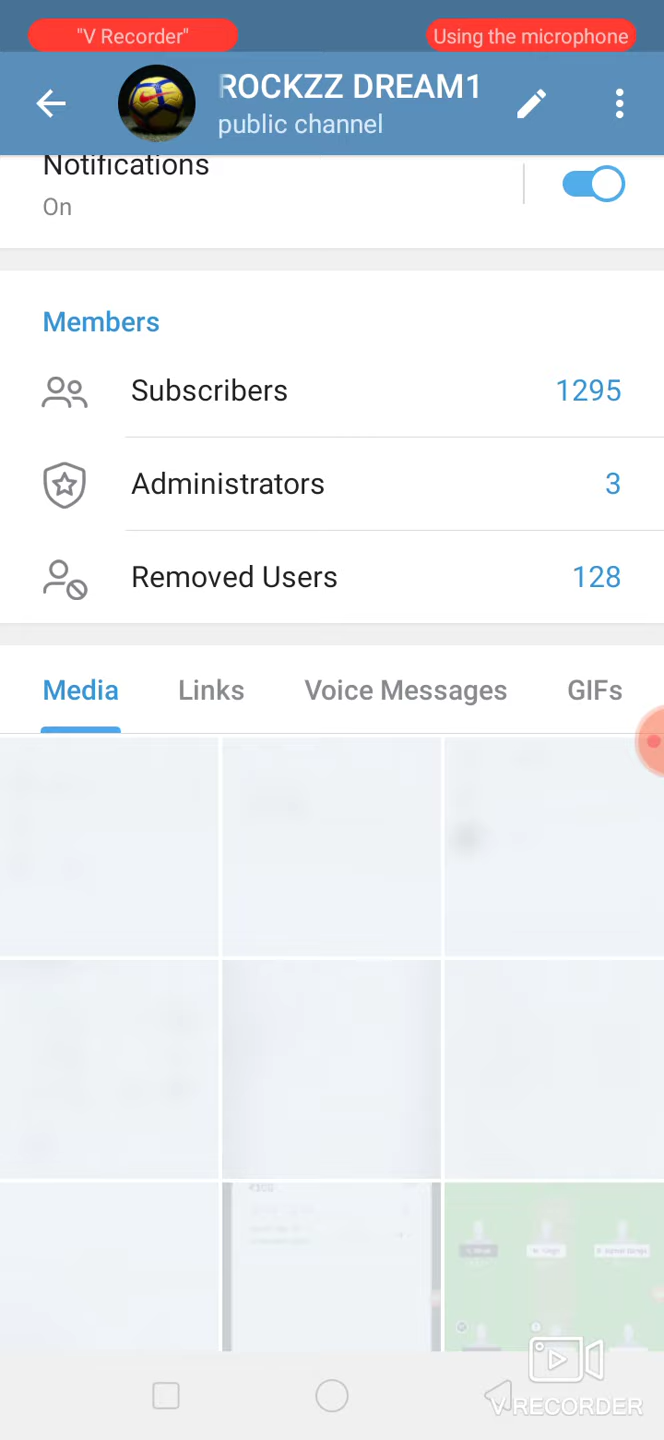 "V Recorder"
Using the microphone
ROCKZZ DREAM1
public channel
Notifications
On
Members
Subscribers 1295
Administrators 3
Removed Users 128
Media Links Voice Messages GIFs
V RECORDER